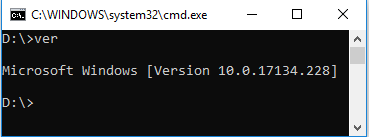 C:\WINDOWS\system32\cmd.exe
D:\>ver
Microsoft Windows [Version 10.0.17134.228]
D:\>